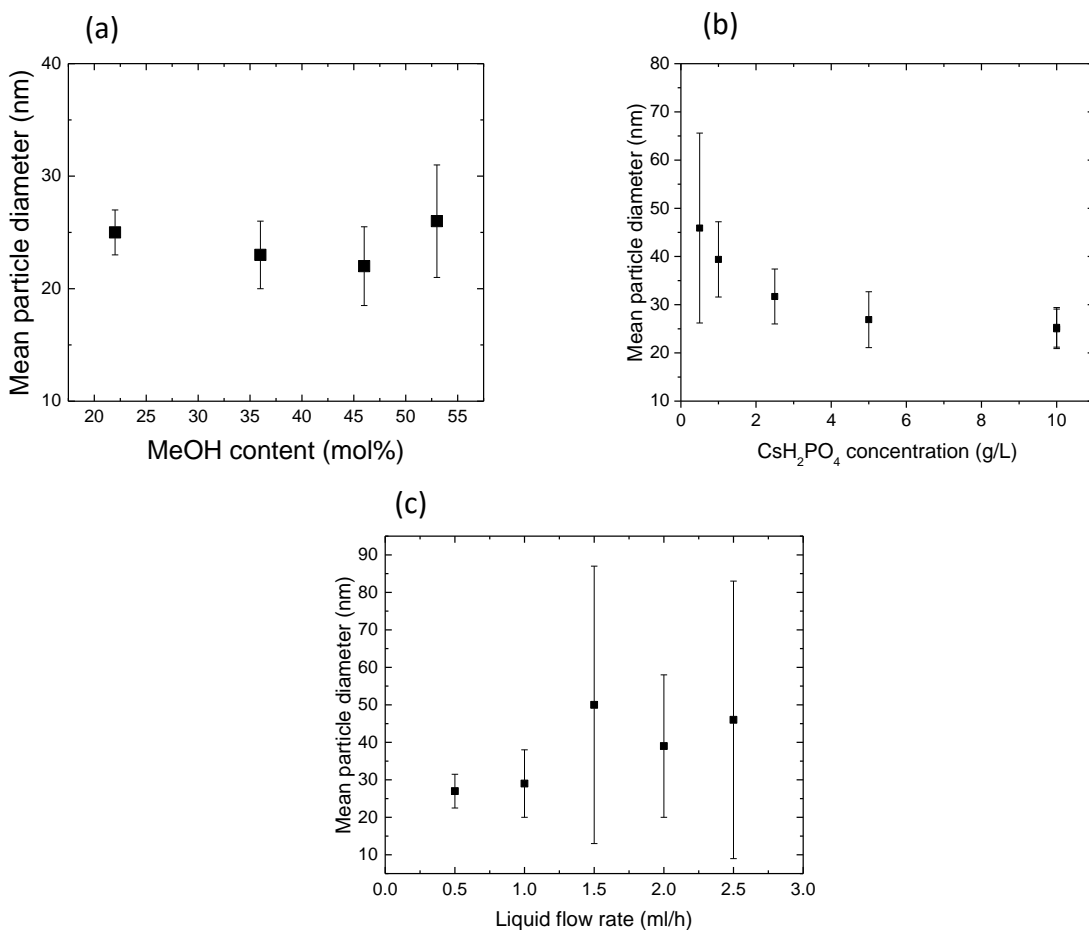 (a)
40
30
20
10
Mean particle diameter (nm)
20 25 30 35 40 45 50 55
MeOH content (mol%)
(b)
80
70
60
50
40
30
20
10
Mean particle diameter (nm)
0 2 4 6 8 10
CsH₂PO₄ concentration (g/L)
(c)
90
80
70
60
50
40
30
20
10
Mean particle diameter (nm)
0.0 0.5 1.0 1.5 2.0 2.5 3.0
Liquid flow rate (ml/h)